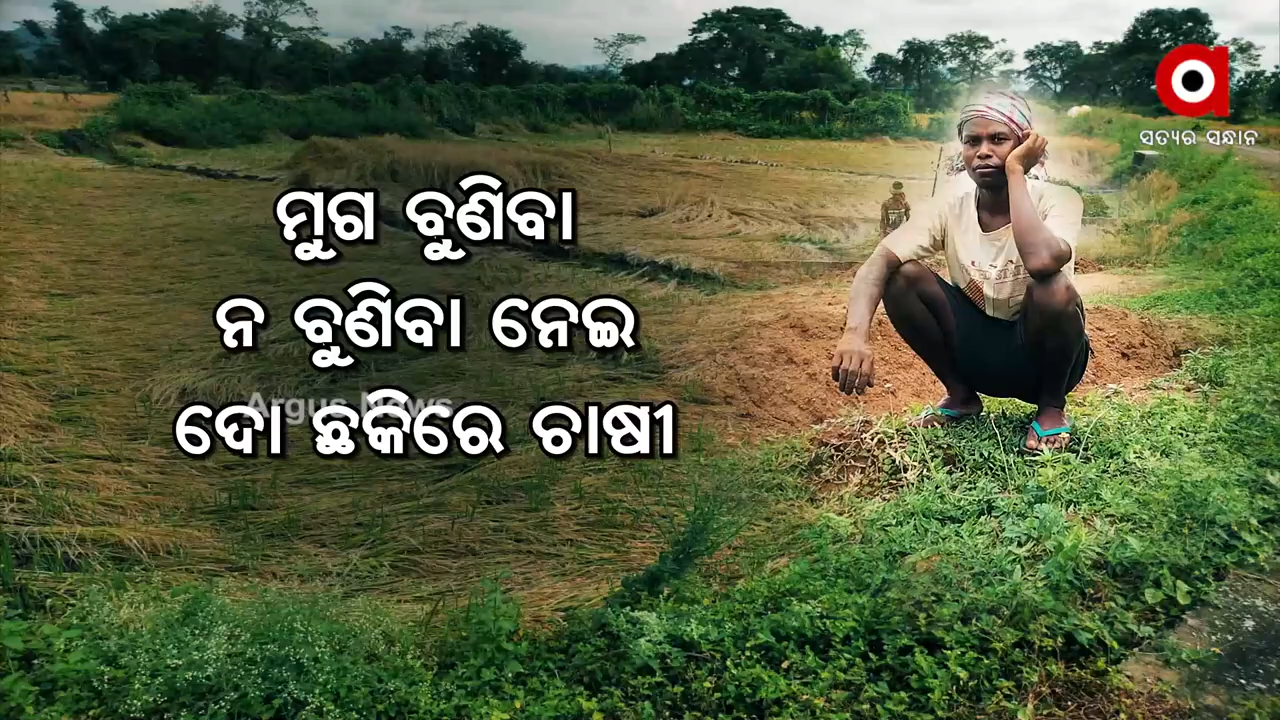 ସତ୍ୟର ସନ୍ଧାନ
ମୁଗ ବୁଣିବା
ନ ବୁଣିବା ନେଇ
ଦୋ ଛକିରେ ଚାଷୀ
Argus News